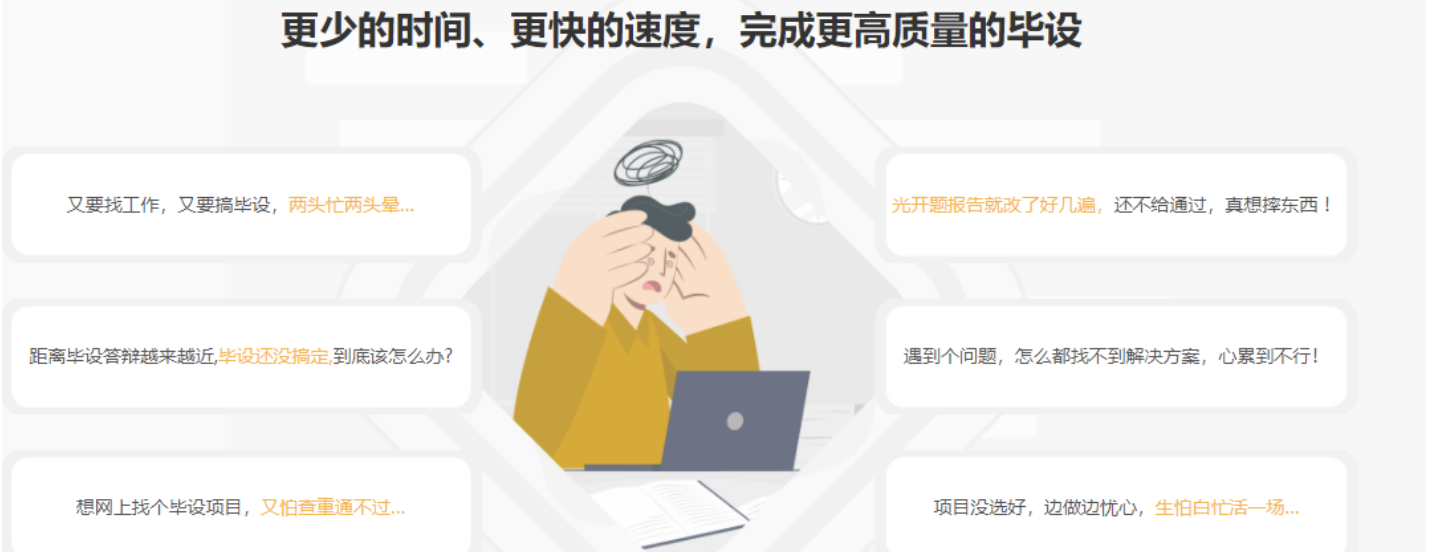 更少的时间、更快的速度，完成更高质量的毕设
又要找工作，又要搞毕设，两头忙两头晕...
光开题报告就改了好几遍，还不给通过，真想摔东西！
距离毕设答辩越来越近,毕设还没搞定,到底该怎么办?
遇到个问题，怎么都找不到解决方案，心累到不行!
想网上找个毕设项目，又怕查重通不过...
项目没选好，边做边忧心，生怕白忙活一场...